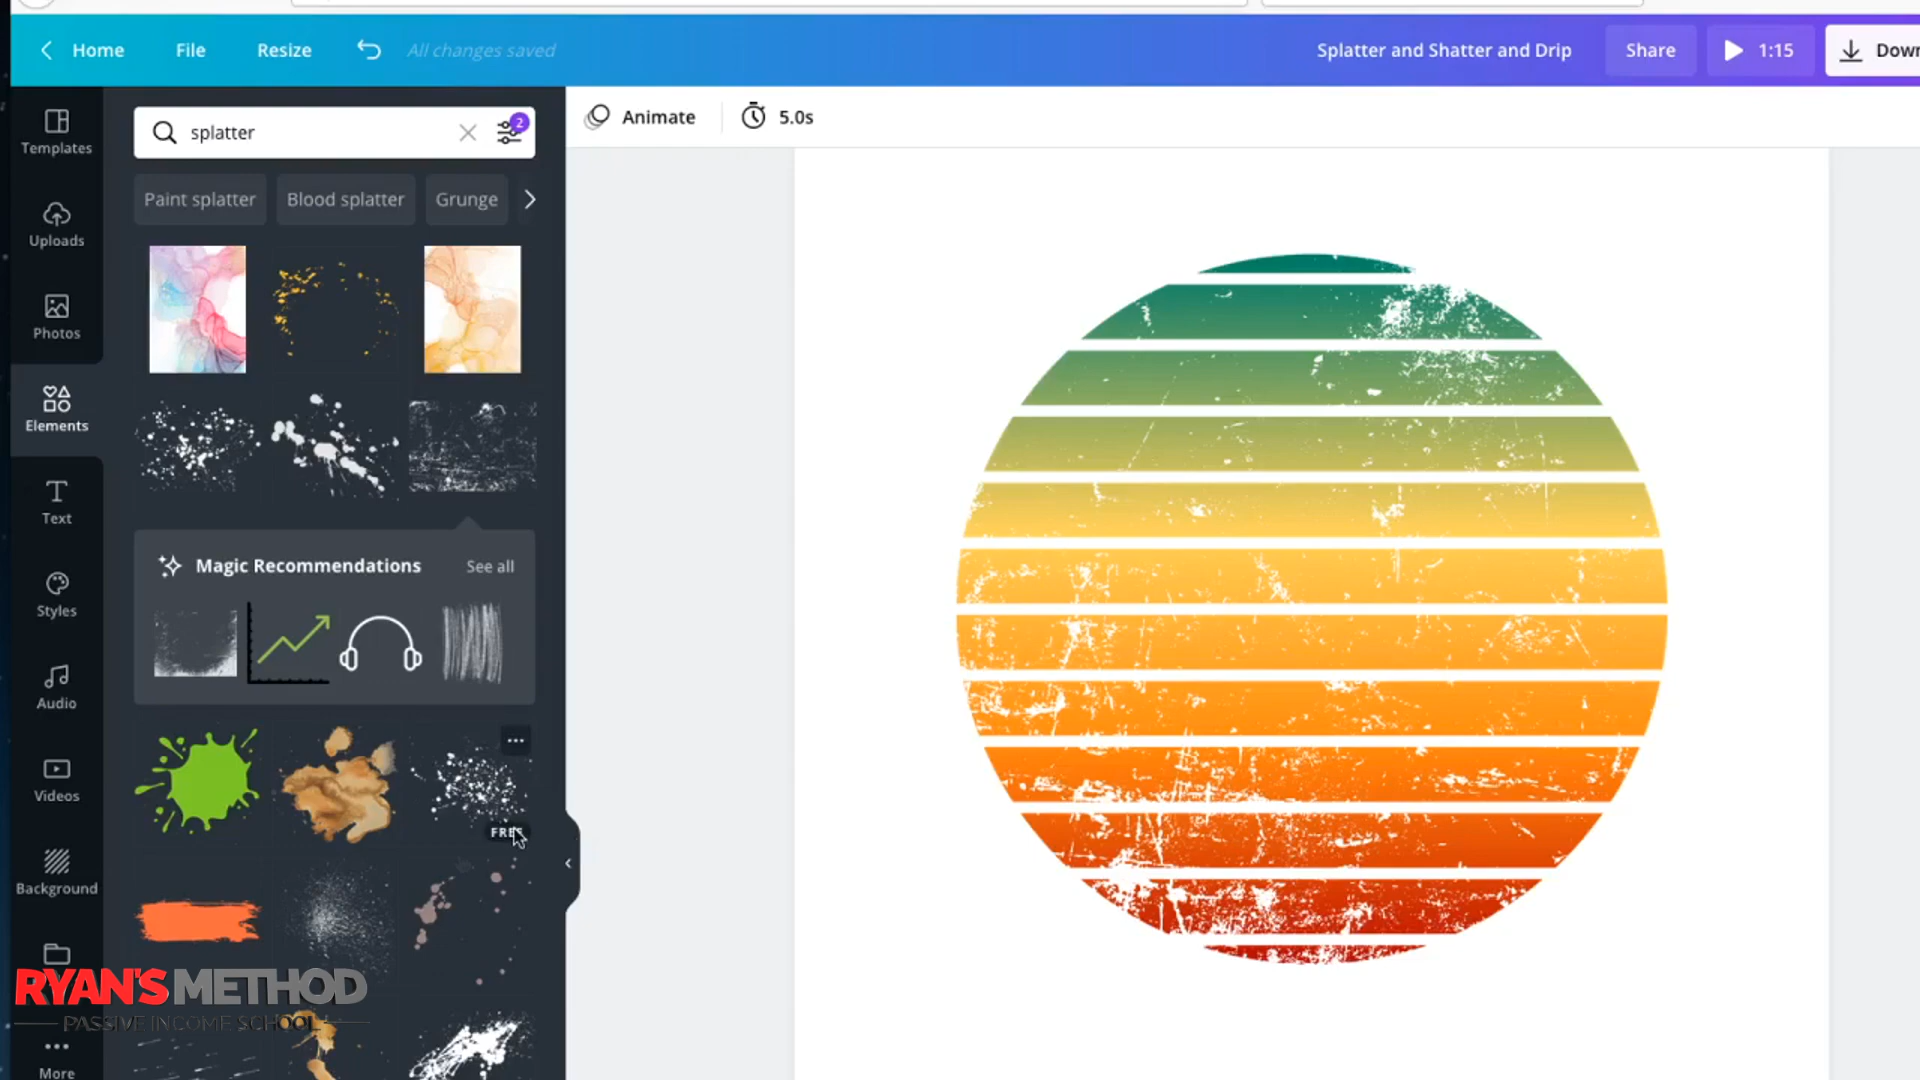 Home
File
Resize
All changes saved
Splatter and Shatter and Drip
Share
1:15
Down
Templates
splatter
2
Animate
5.0s
Uploads
Paint splatter
Blood splatter
Grunge
Photos
Elements
Text
Magic Recommendations
See all
Styles
Audio
Videos
FREE
Background
RYAN'S METHOD
PASSIVE INCOME SCHOOL
More